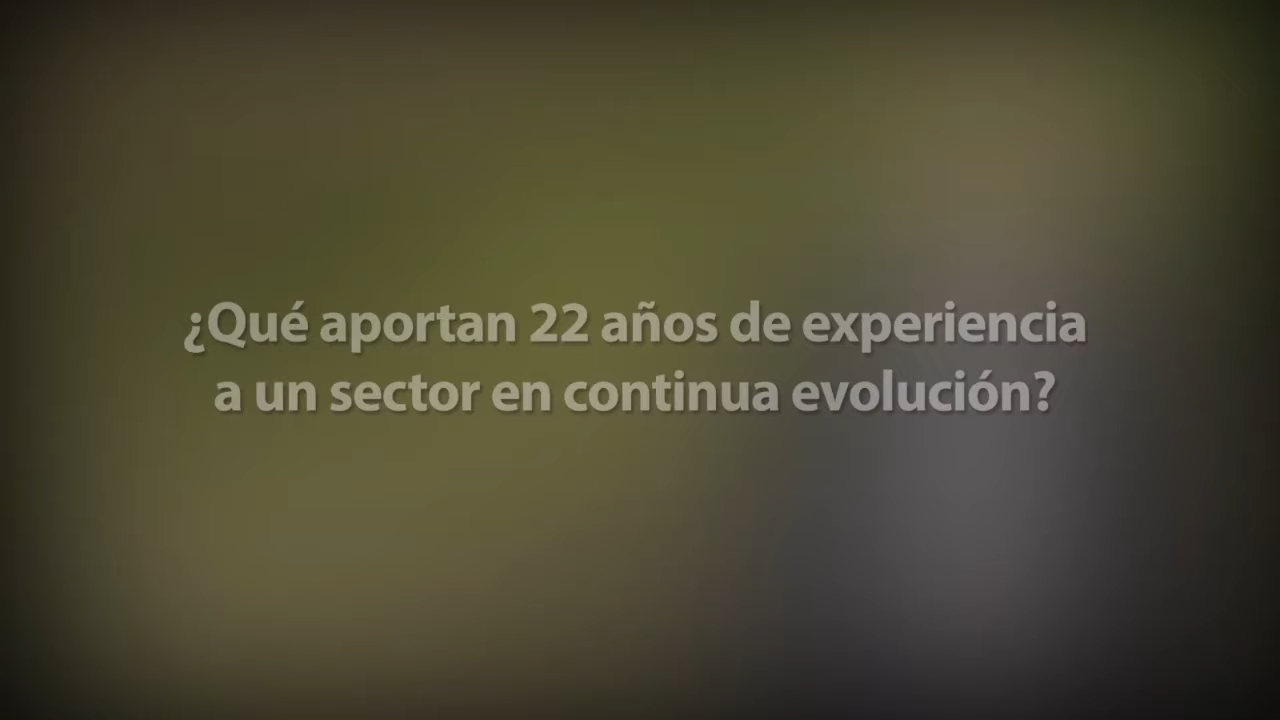 ¿Qué aportan 22 años de experiencia
a un sector en continua evolución?